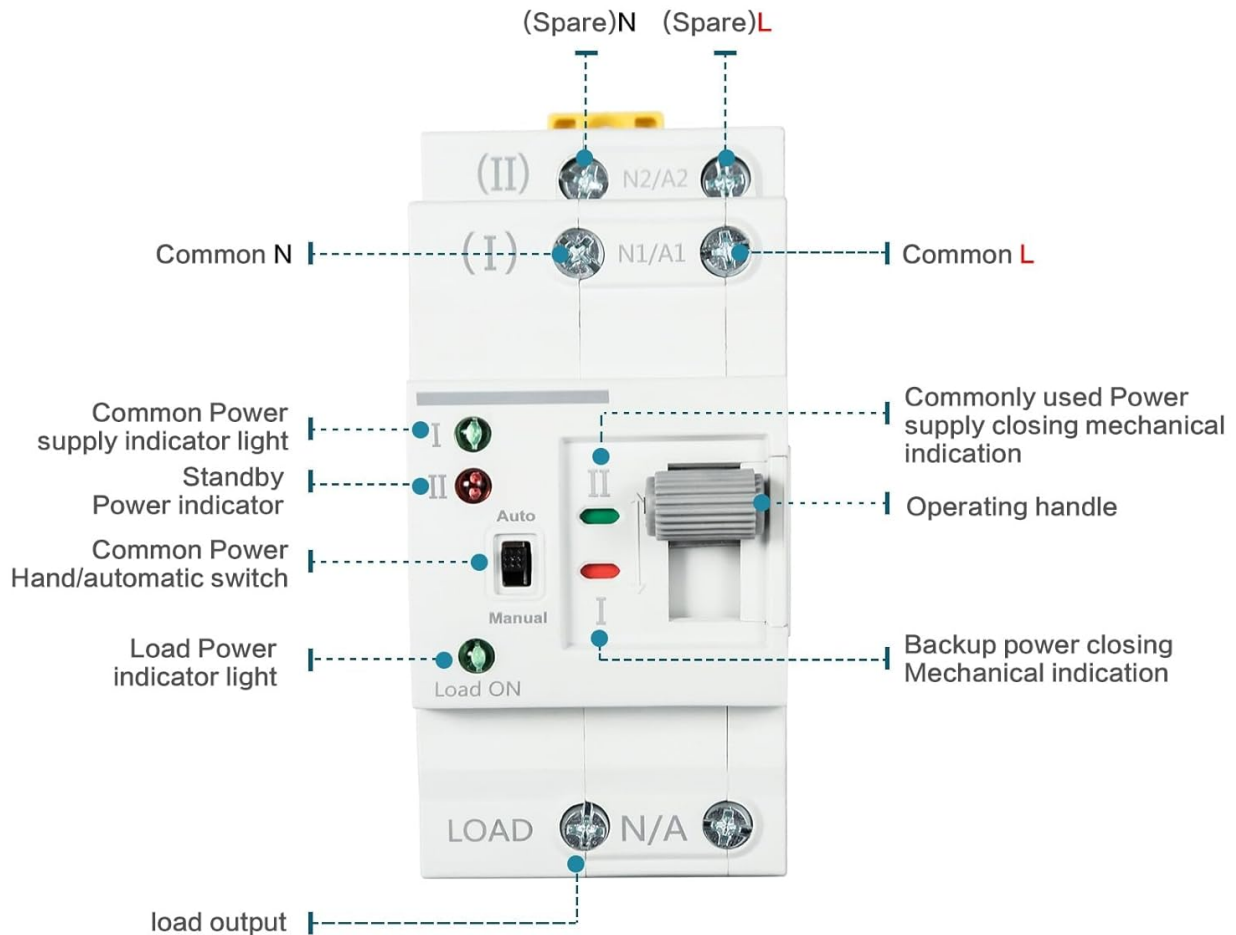 (Spare)N (Spare)L
(II) N2/A2
Common N
(I) N1/A1
Common L
Common Power
supply indicator light
I
Standby
Power indicator
II
Auto
Common Power
Hand/automatic switch
Manual
Load Power
indicator light
Load ON
Commonly used Power
supply closing mechanical
indication
II
Operating handle
I
Backup power closing
Mechanical indication
LOAD N/A
load output